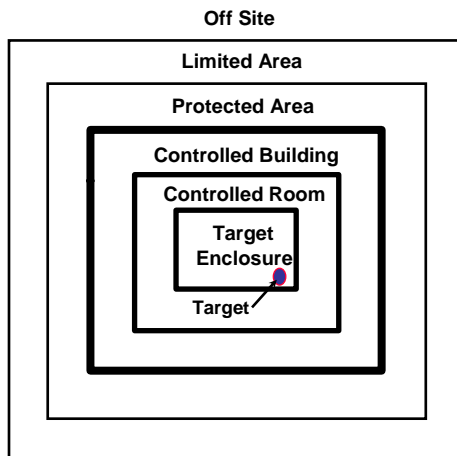 Off Site
Limited Area
Protected Area
Controlled Building
Controlled Room
Target
Enclosure
Target